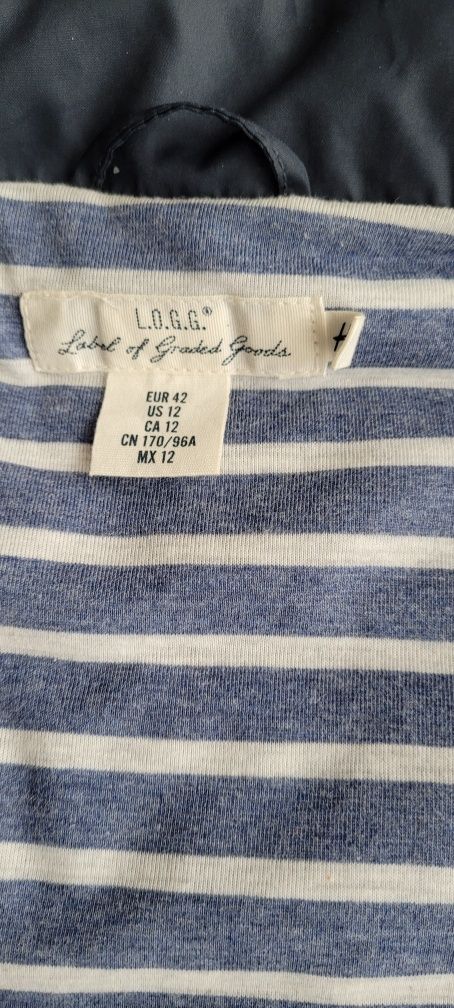 L.O.G.G.®
Label of Graded Goods
EUR 42
US 12
CA 12
CN 170/96A
MX 12